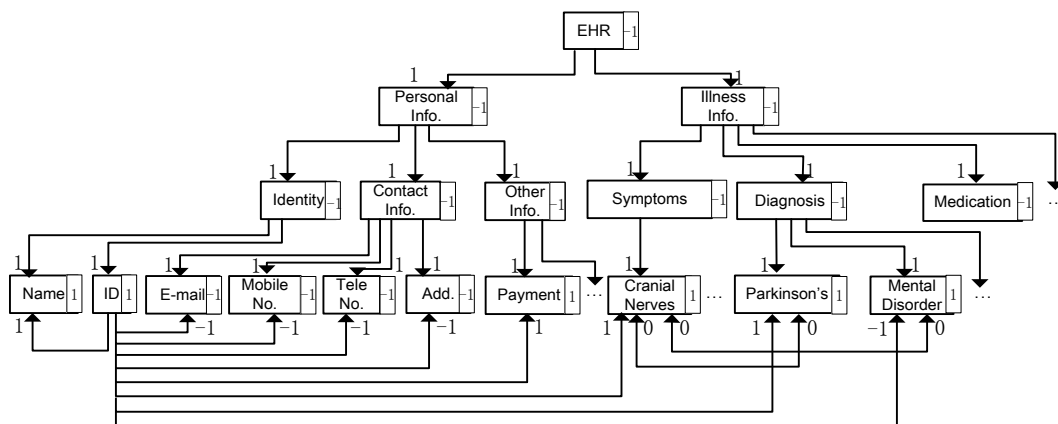 EHR -1
1 1
Personal Info. -1 Illness Info. -1
1 1 1 1 1 1
Identity -1 Contact Info. -1 Other Info. -1 Symptoms -1 Diagnosis -1 Medication -1 ...
1 1 1 1 1 1 1 1 1 1
Name 1 ID 1 E-mail -1 Mobile No. -1 Tele No. -1 Add. -1 Payment 1 ... Cranial Nerves 1 ... Parkinson's 1 Mental Disorder 1 ...
1 -1 -1 -1 -1 1 1 0 0 1 0 -1 0